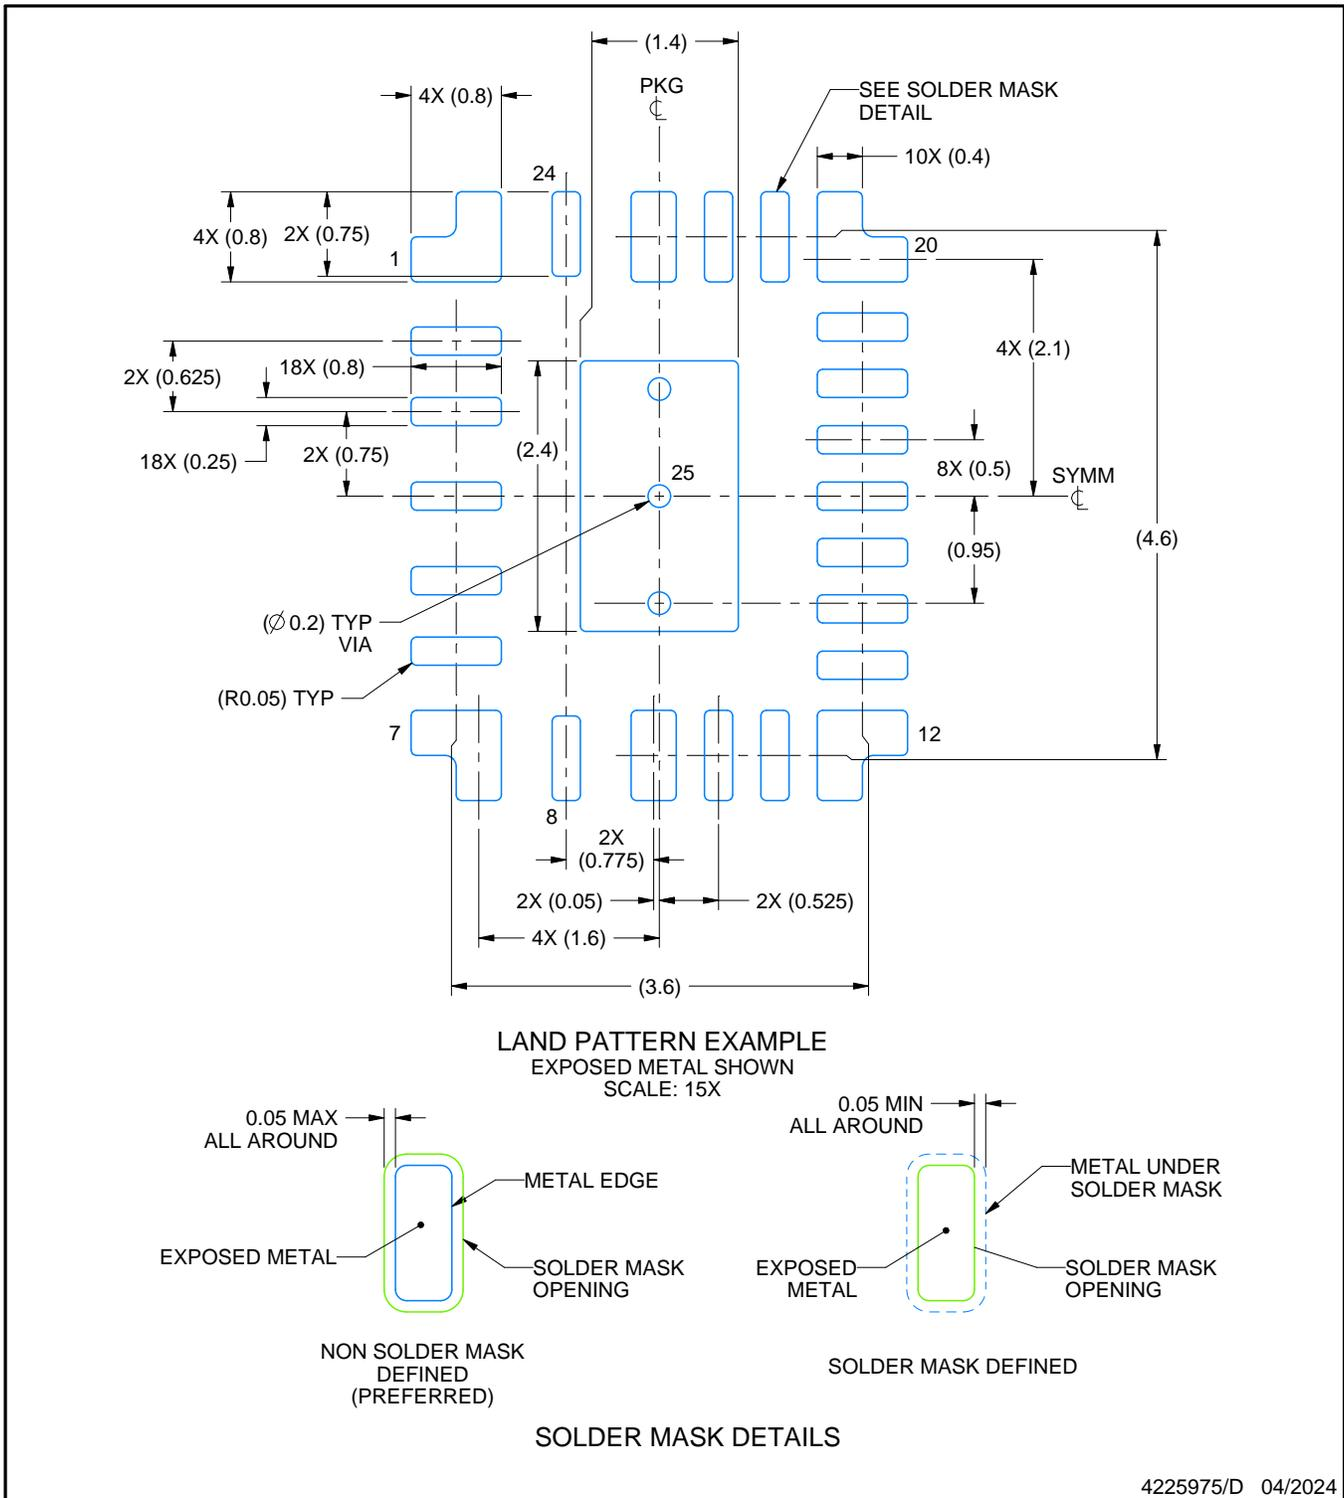 (1.4)
PKG
4X (0.8)
SEE SOLDER MASK
DETAIL
10X (0.4)
24
4X (0.8)
2X (0.75)
1
20
4X (2.1)
2X (0.625)
18X (0.8)
18X (0.25)
2X (0.75)
(2.4)
25
8X (0.5)
SYMM
(4.6)
(0.95)
(Ø 0.2) TYP
VIA
(R0.05) TYP
7
12
8
2X
(0.775)
2X (0.05)
2X (0.525)
4X (1.6)
(3.6)
LAND PATTERN EXAMPLE
EXPOSED METAL SHOWN
SCALE: 15X
0.05 MAX
ALL AROUND
METAL EDGE
EXPOSED METAL
SOLDER MASK
OPENING
NON SOLDER MASK
DEFINED
(PREFERRED)
0.05 MIN
ALL AROUND
METAL UNDER
SOLDER MASK
EXPOSED
METAL
SOLDER MASK
OPENING
SOLDER MASK DEFINED
SOLDER MASK DETAILS
4225975/D 04/2024